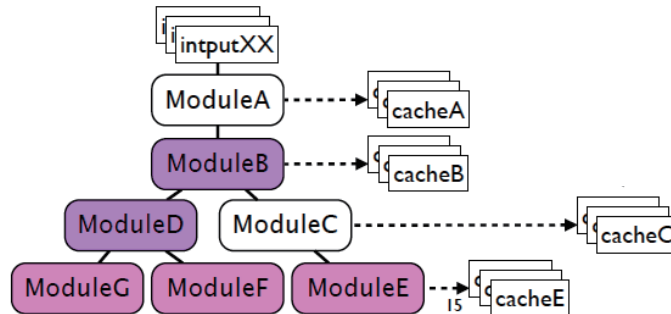 i
i
intputXX
ModuleA
c
c
cacheA
ModuleB
c
c
cacheB
ModuleD
ModuleC
c
c
cacheC
ModuleG
ModuleF
ModuleE
15
c
c
cacheE